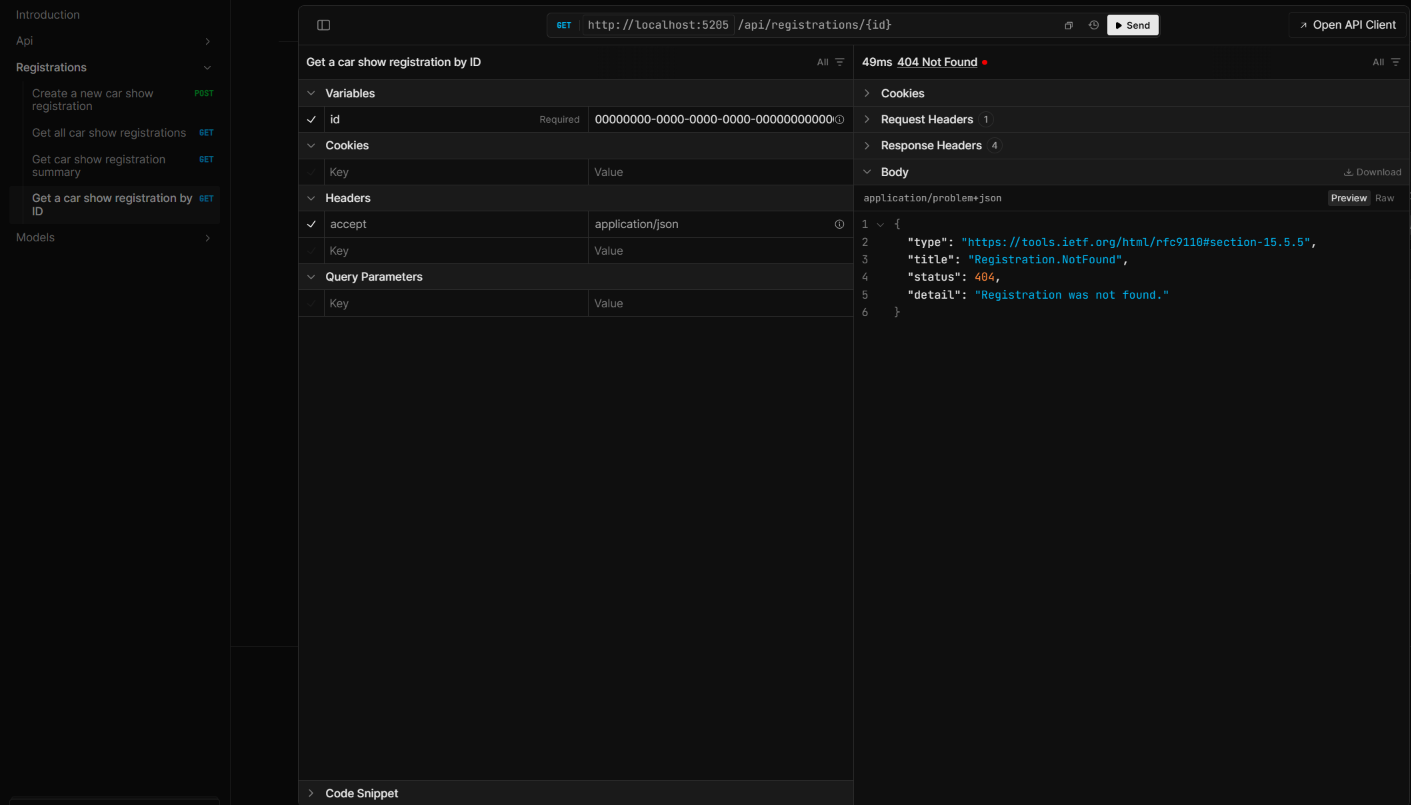 Introduction
Api
Registrations
Create a new car show registration POST
Get all car show registrations GET
Get car show registration summary GET
Get a car show registration by ID GET
Models
GET http://localhost:5205 /api/registrations/{id} Send
Open API Client
Get a car show registration by ID All
Variables
id Required 00000000-0000-0000-0000-00000000000
Cookies
Key Value
Headers
accept application/json
Key Value
Query Parameters
Key Value
Code Snippet
49ms 404 Not Found All
Cookies
Request Headers 1
Response Headers 4
Body Download
application/problem+json Preview Raw
1 {
2 "type": "https://tools.ietf.org/html/rfc9110#section-15.5.5",
3 "title": "Registration.NotFound",
4 "status": 404,
5 "detail": "Registration was not found."
6 }